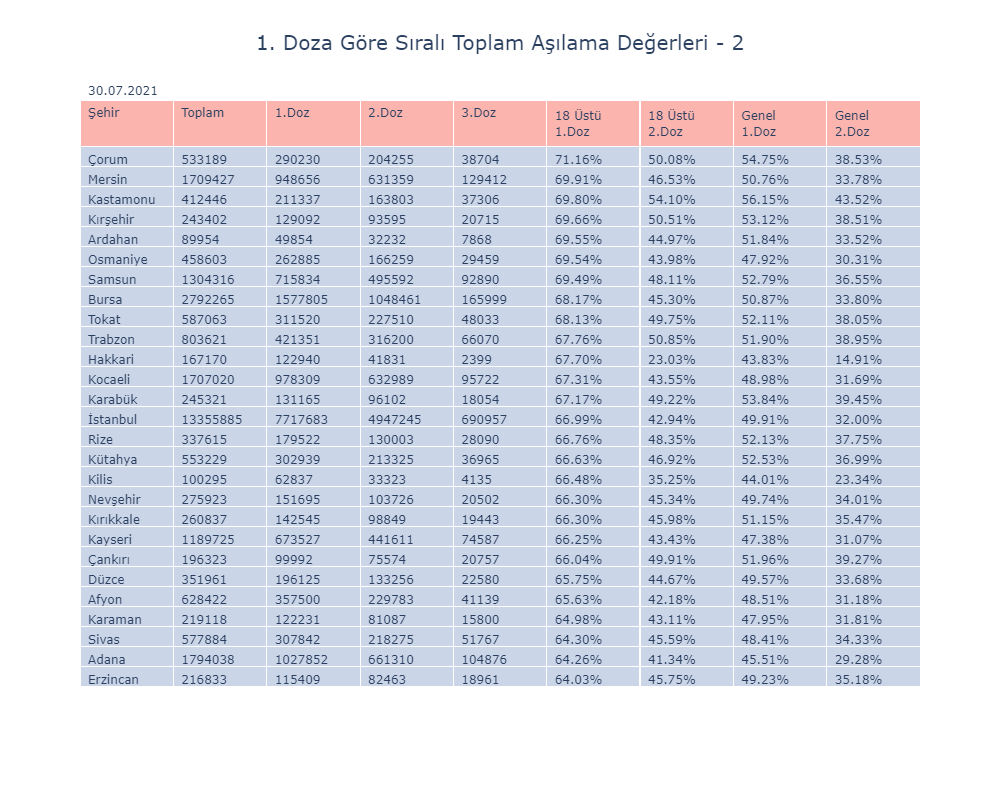 1. Doza Göre Sıralı Toplam Aşılama Değerleri - 2
30.07.2021
Şehir Toplam 1.Doz 2.Doz 3.Doz 18 Üstü 1.Doz 18 Üstü 2.Doz Genel 1.Doz Genel 2.Doz
Çorum 533189 290230 204255 38704 71.16% 50.08% 54.75% 38.53%
Mersin 1709427 948656 631359 129412 69.91% 46.53% 50.76% 33.78%
Kastamonu 412446 211337 163803 37306 69.80% 54.10% 56.15% 43.52%
Kırşehir 243402 129092 93595 20715 69.66% 50.51% 53.12% 38.51%
Ardahan 89954 49854 32232 7868 69.55% 44.97% 51.84% 33.52%
Osmaniye 458603 262885 166259 29459 69.54% 43.98% 47.92% 30.31%
Samsun 1304316 715834 495592 92890 69.49% 48.11% 52.79% 36.55%
Bursa 2792265 1577805 1048461 165999 68.17% 45.30% 50.87% 33.80%
Tokat 587063 311520 227510 48033 68.13% 49.75% 52.11% 38.05%
Trabzon 803621 421351 316200 66070 67.76% 50.85% 51.90% 38.95%
Hakkari 167170 122940 41831 2399 67.70% 23.03% 43.83% 14.91%
Kocaeli 1707020 978309 632989 95722 67.31% 43.55% 48.98% 31.69%
Karabük 245321 131165 96102 18054 67.17% 49.22% 53.84% 39.45%
İstanbul 13355885 7717683 4947245 690957 66.99% 42.94% 49.91% 32.00%
Rize 337615 179522 130003 28090 66.76% 48.35% 52.13% 37.75%
Kütahya 553229 302939 213325 36965 66.63% 46.92% 52.53% 36.99%
Kilis 100295 62837 33323 4135 66.48% 35.25% 44.01% 23.34%
Nevşehir 275923 151695 103726 20502 66.30% 45.34% 49.74% 34.01%
Kırıkkale 260837 142545 98849 19443 66.30% 45.98% 51.15% 35.47%
Kayseri 1189725 673527 441611 74587 66.25% 43.43% 47.38% 31.07%
Çankırı 196323 99992 75574 20757 66.04% 49.91% 51.96% 39.27%
Düzce 351961 196125 133256 22580 65.75% 44.67% 49.57% 33.68%
Afyon 628422 357500 229783 41139 65.63% 42.18% 48.51% 31.18%
Karaman 219118 122231 81087 15800 64.98% 43.11% 47.95% 31.81%
Sivas 577884 307842 218275 51767 64.30% 45.59% 48.41% 34.33%
Adana 1794038 1027852 661310 104876 64.26% 41.34% 45.51% 29.28%
Erzincan 216833 115409 82463 18961 64.03% 45.75% 49.23% 35.18%